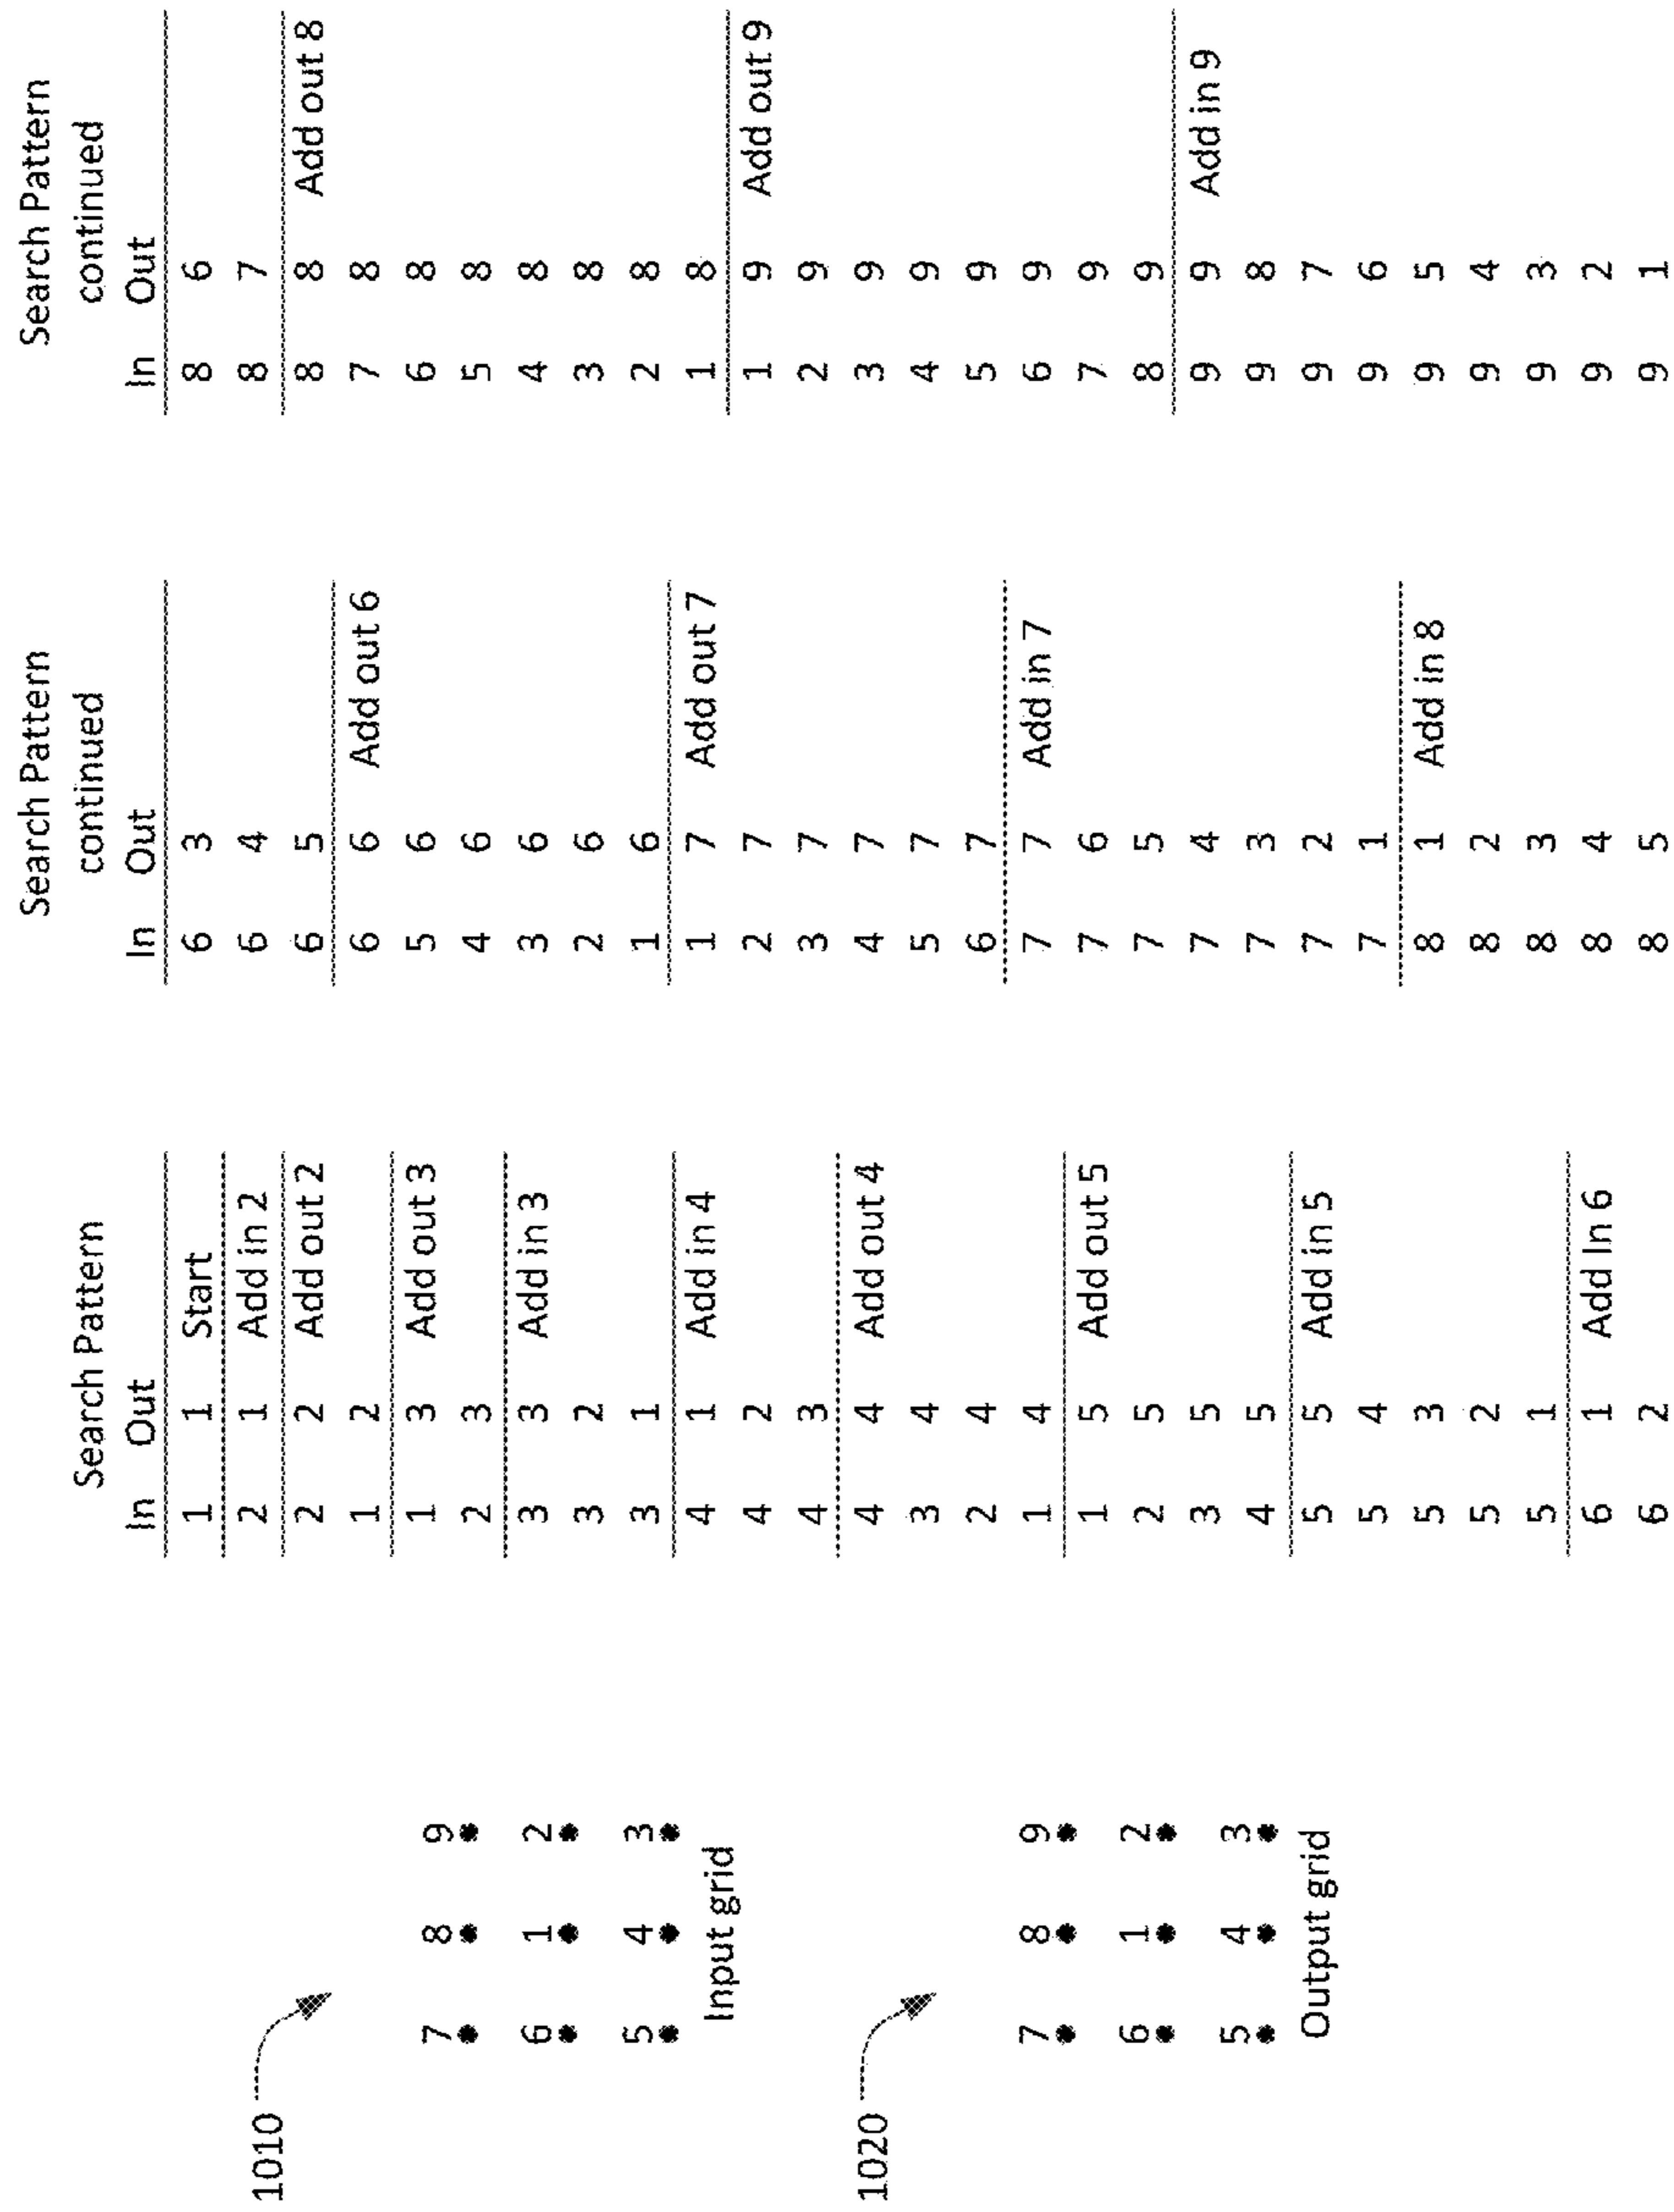 1010
7 8 9
6 1 2
5 4 3
Input grid
1020
7 8 9
6 1 2
5 4 3
Output grid
Search Pattern
In Out
1 1 Start
2 1 Add in 2
2 2 Add out 2
1 2
1 3 Add out 3
2 3
3 3 Add in 3
3 2
3 1
4 1 Add in 4
4 2
4 3
4 4 Add out 4
3 4
2 4
1 4
1 5 Add out 5
2 5
3 5
4 5
5 5 Add in 5
5 4
5 3
5 2
5 1
6 1 Add In 6
6 2
Search Pattern
continued
In Out
6 3
6 4
6 5
6 6 Add out 6
5 6
4 6
3 6
2 6
1 6
1 7 Add out 7
2 7
3 7
4 7
5 7
6 7
7 7 Add in 7
7 6
7 5
7 4
7 3
7 2
7 1
8 1 Add in 8
8 2
8 3
8 4
8 5
Search Pattern
continued
In Out
8 6
8 7
8 8 Add out 8
7 8
6 8
5 8
4 8
3 8
2 8
1 8
1 9 Add out 9
2 9
3 9
4 9
5 9
6 9
7 9
8 9
9 9 Add in 9
9 8
9 7
9 6
9 5
9 4
9 3
9 2
9 1